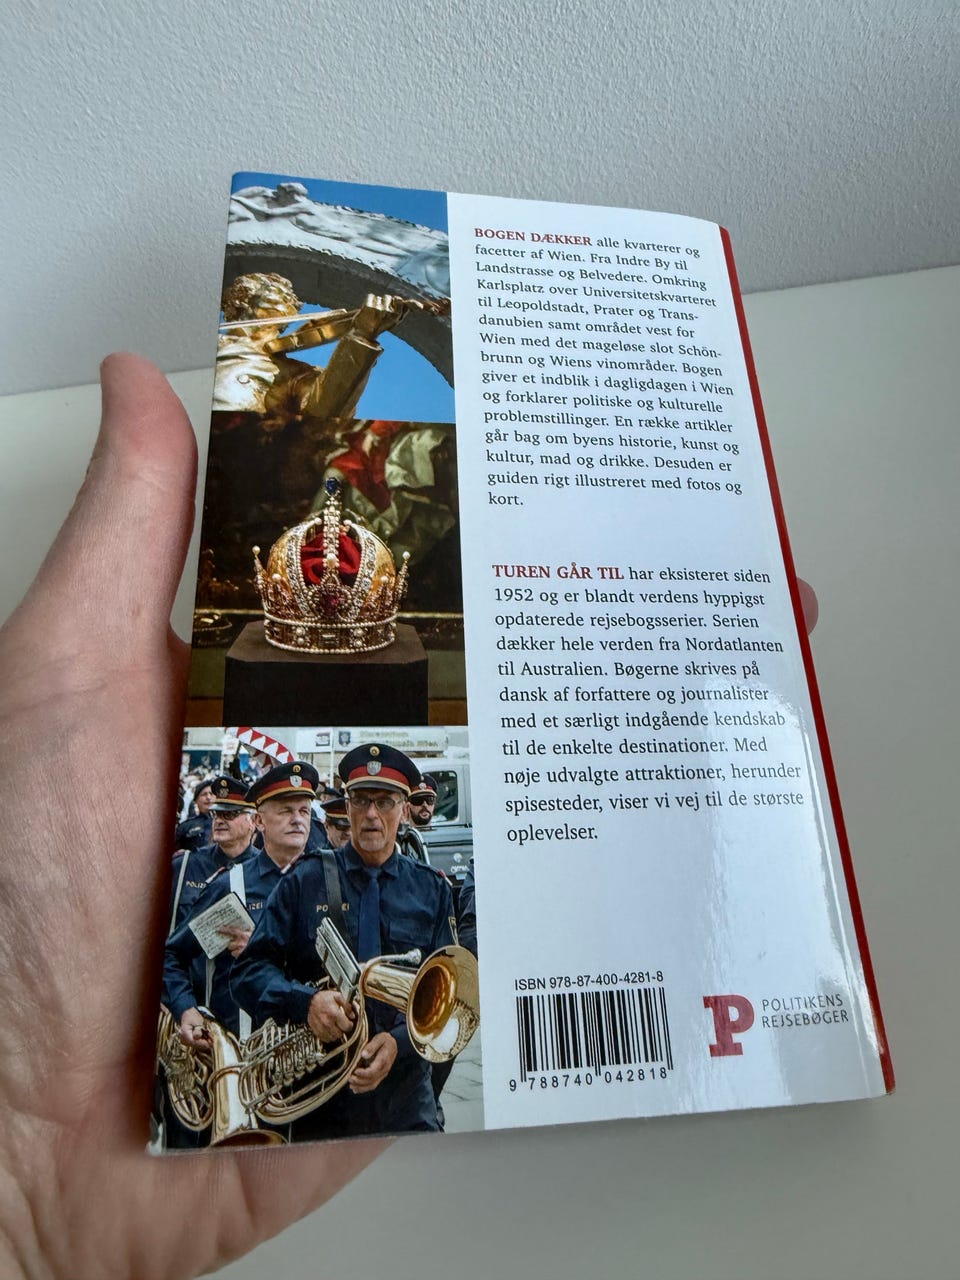 BOGEN DÆKKER alle kvarterer og
facetter af Wien. Fra Indre By til
Landstrasse og Belvedere. Omkring
Karlsplatz over Universitetskvarteret
til Leopoldstadt, Prater og Trans-
danubien samt området vest for
Wien med det mageløse slot Schön-
brunn og Wiens vinområder. Bogen
giver et indblik i dagligdagen i Wien
og forklarer politiske og kulturelle
problemstillinger. En række artikler
går bag om byens historie, kunst og
kultur, mad og drikke. Desuden er
guiden rigt illustreret med fotos og
kort.
TUREN GÅR TIL har eksisteret siden
1952 og er blandt verdens hyppigst
opdaterede rejsebogsserier. Serien
dækker hele verden fra Nordatlanten
til Australien. Bøgerne skrives på
dansk af forfattere og journalister
med et særligt indgående kendskab
til de enkelte destinationer. Med
nøje udvalgte attraktioner, herunder
spisesteder, viser vi vej til de største
oplevelser.
ISBN 978-87-400-4281-8
9 788740 042818
P
POLITIKENS
REJSEBØGER